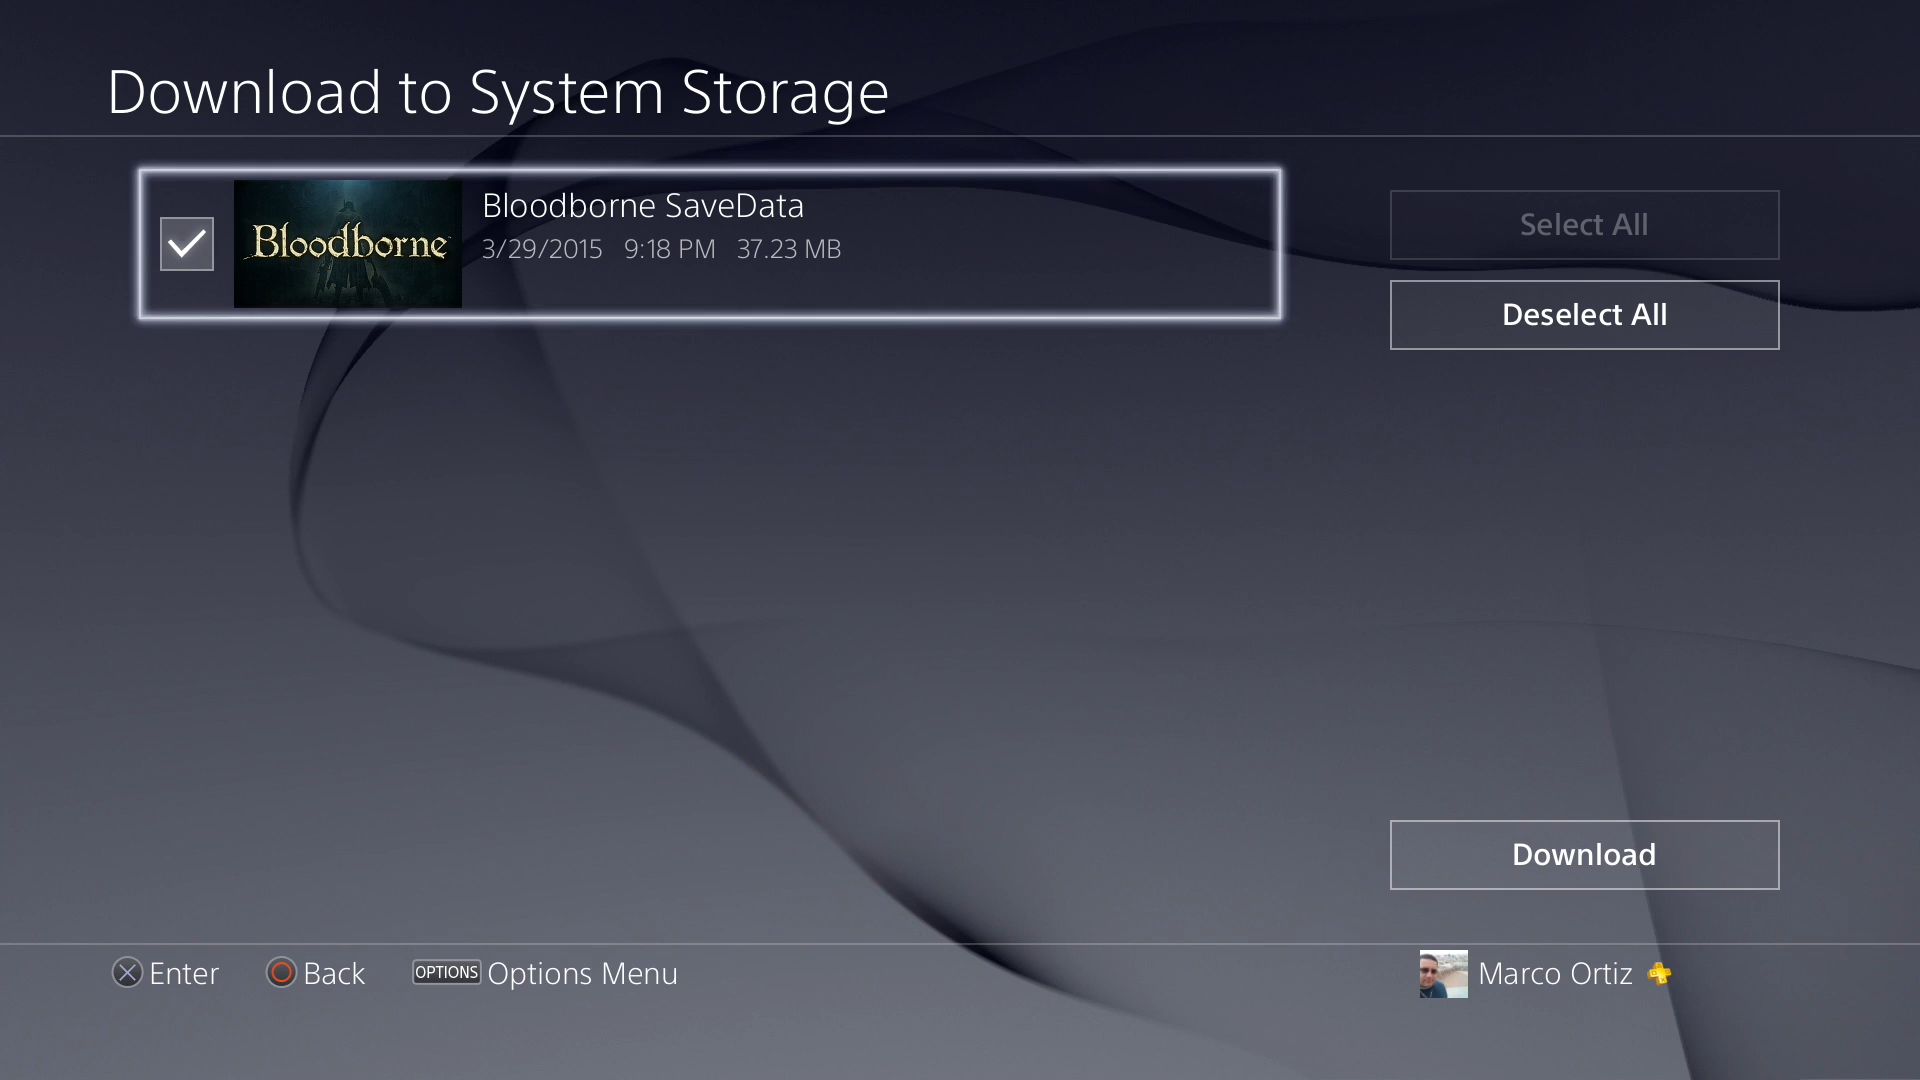 Download to System Storage
Bloodborne
Bloodborne SaveData
3/29/2015 9:18 PM 37.23 MB
Select All
Deselect All
Download
Enter Back OPTIONS Options Menu
Marco Ortiz